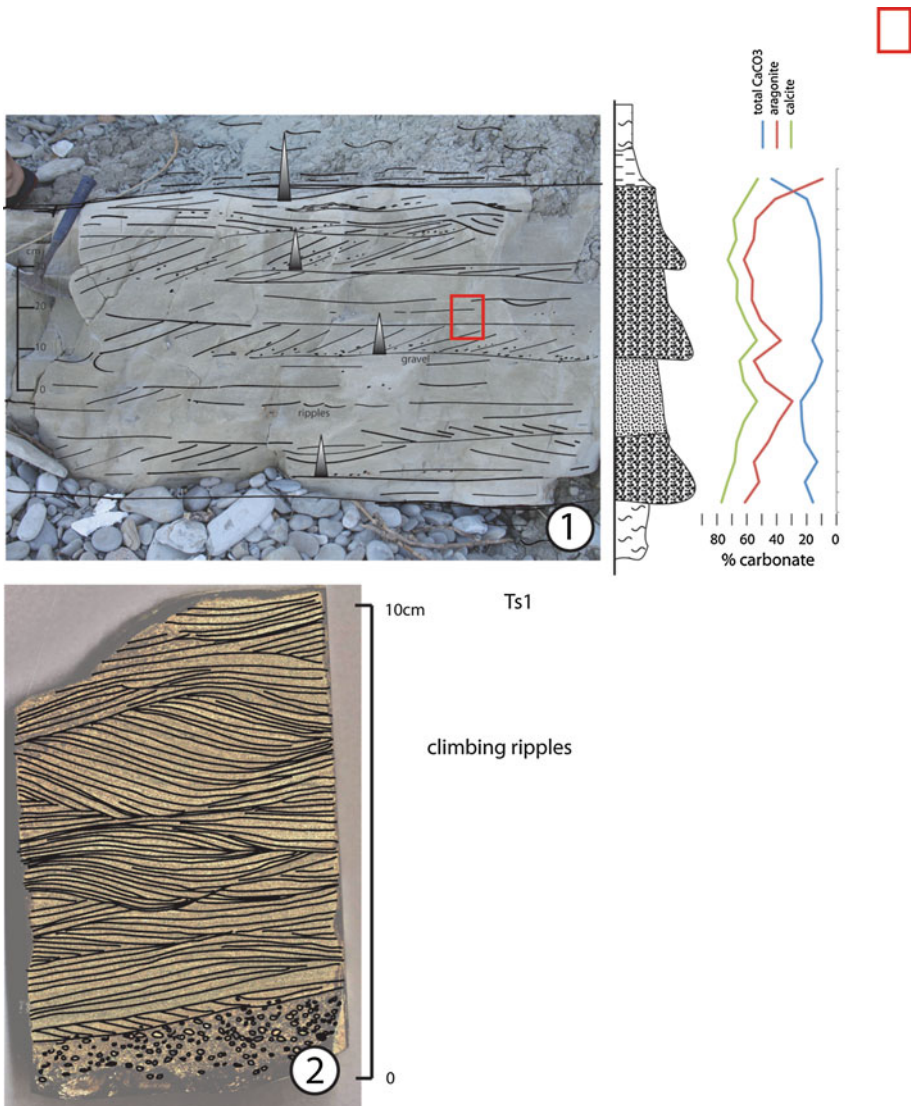 total CaCO3
aragonite
calcite
cm
20
10
0
gravel
ripples
1
80 60 40 20 0
% carbonate
Ts1
10cm
climbing ripples
2
0